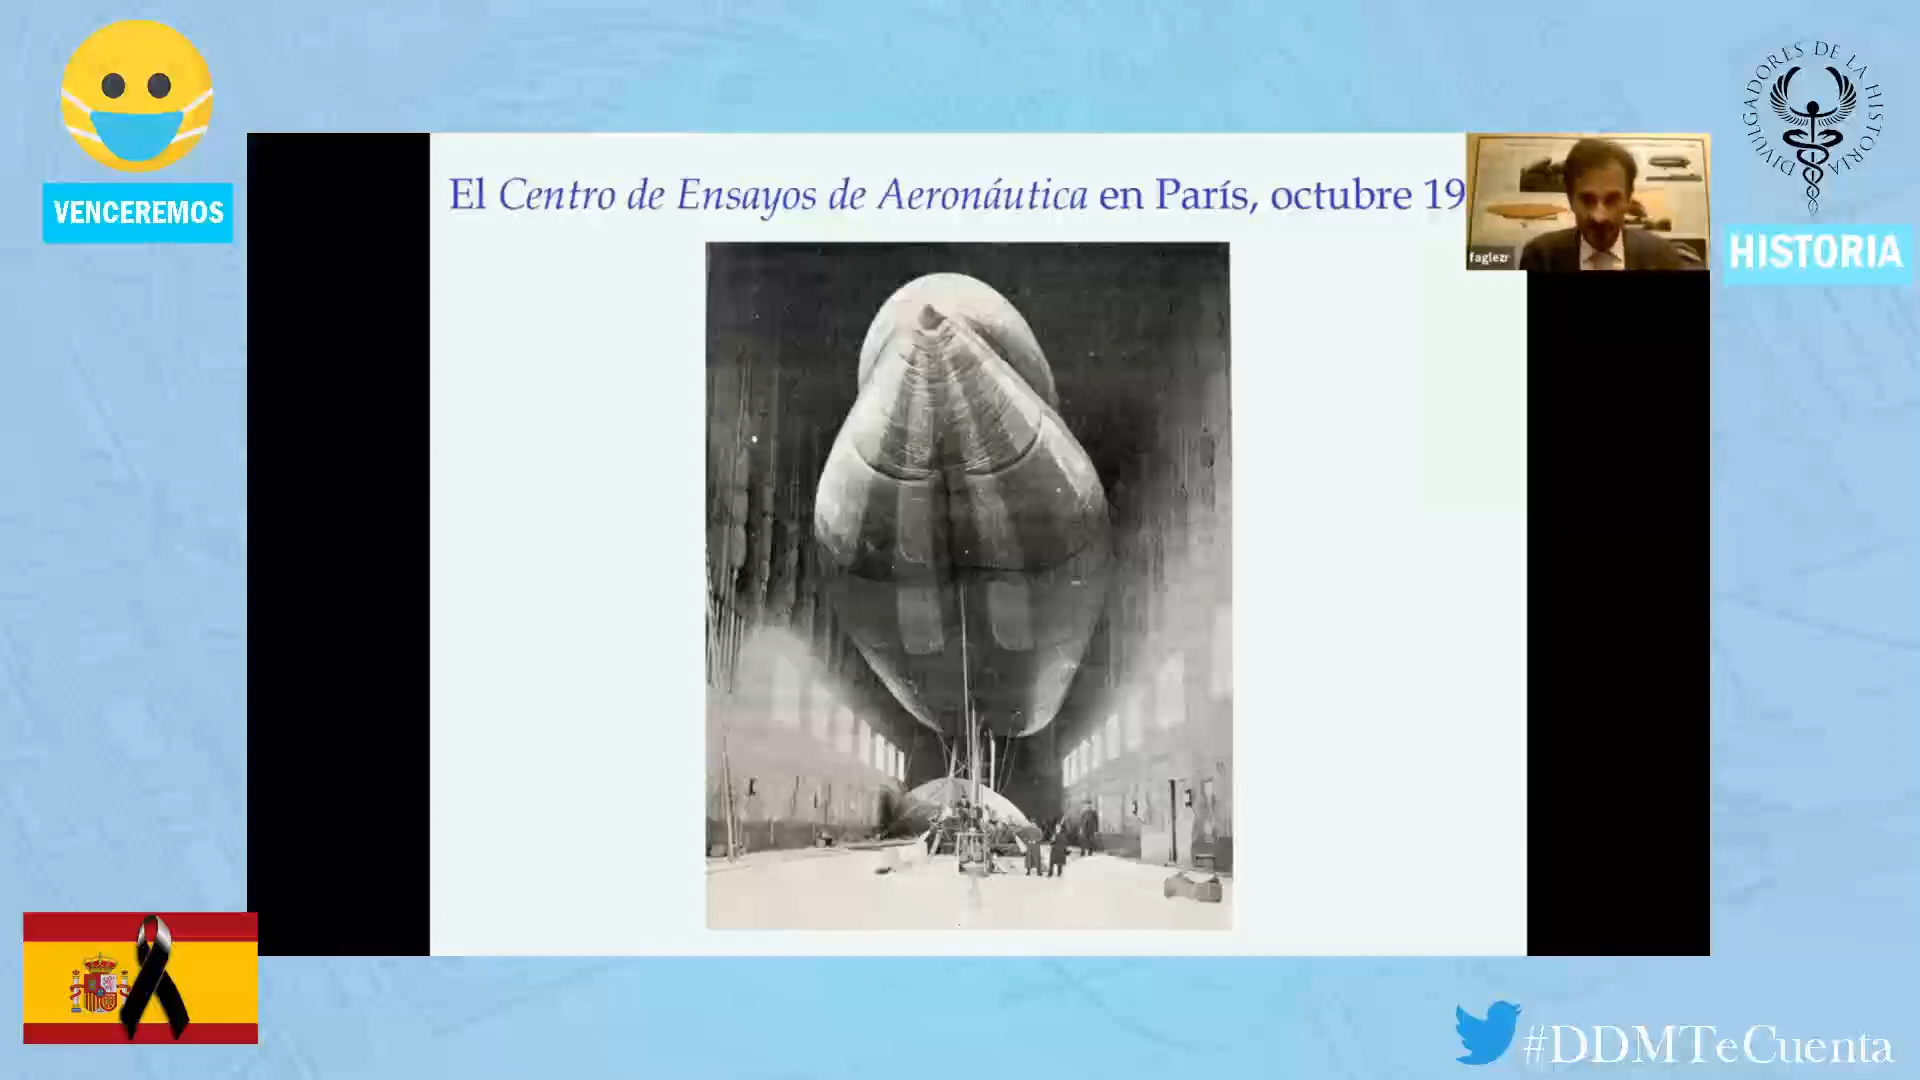 VENCEREMOS
El Centro de Ensayos de Aeronáutica en París, octubre 19
faglezr
DIVULGADORES DE LA HISTORIA
HISTORIA
#DDMTeCuenta